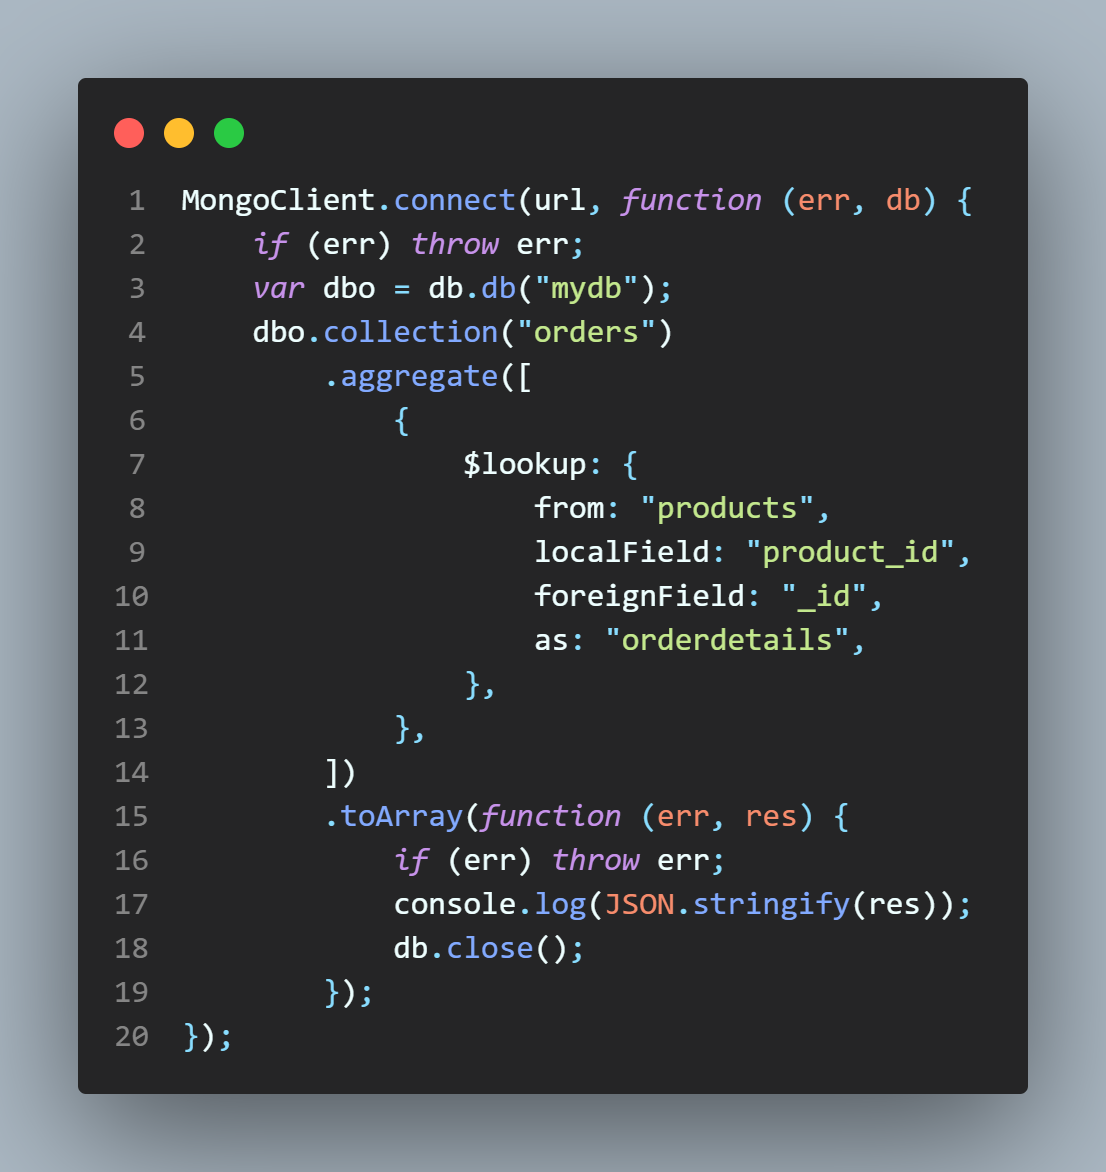 1 MongoClient.connect(url, function (err, db) {
2     if (err) throw err;
3     var dbo = db.db("mydb");
4     dbo.collection("orders")
5         .aggregate([
6             {
7                 $lookup: {
8                     from: "products",
9                     localField: "product_id",
10                     foreignField: "_id",
11                     as: "orderdetails",
12                 },
13             },
14         ])
15         .toArray(function (err, res) {
16             if (err) throw err;
17             console.log(JSON.stringify(res));
18             db.close();
19         });
20 });